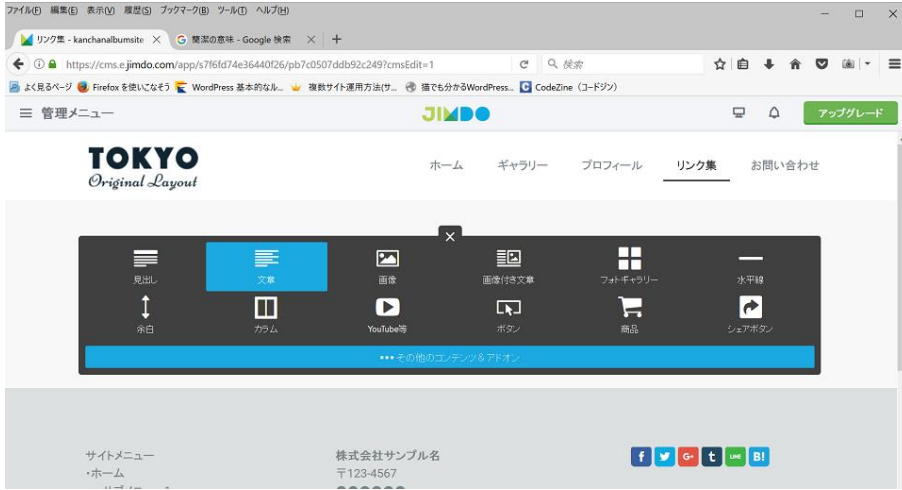 ファイル(F) 編集(E) 表示(V) 履歴(S) ブックマーク(B) ツール(T) ヘルプ(H)
リンク集 - kanchanalbumsite
簡潔の意味 - Google 検索
https://cms.e.jimdo.com/app/s7f6fd74e36440f26/pb7c0507ddb92c249?cmsEdit=1
検索
よく見るページ Firefox を使いこなそう WordPress 基本的なル... 複数サイト運用方法(サ... 猫でも分かるWordPress... CodeZine (コードジン)
管理メニュー JIMDO アップグレード
TOKYO
Original Layout
ホーム ギャラリー プロフィール リンク集 お問い合わせ
見出し 文章 画像 画像付き文章 フォトギャラリー 水平線
余白 カラム YouTube等 ボタン 商品 シェアボタン
•••その他のコンテンツ&アドオン
サイトメニュー 株式会社サンプル名 f G+ t LINE B!
・ホーム 〒123-4567